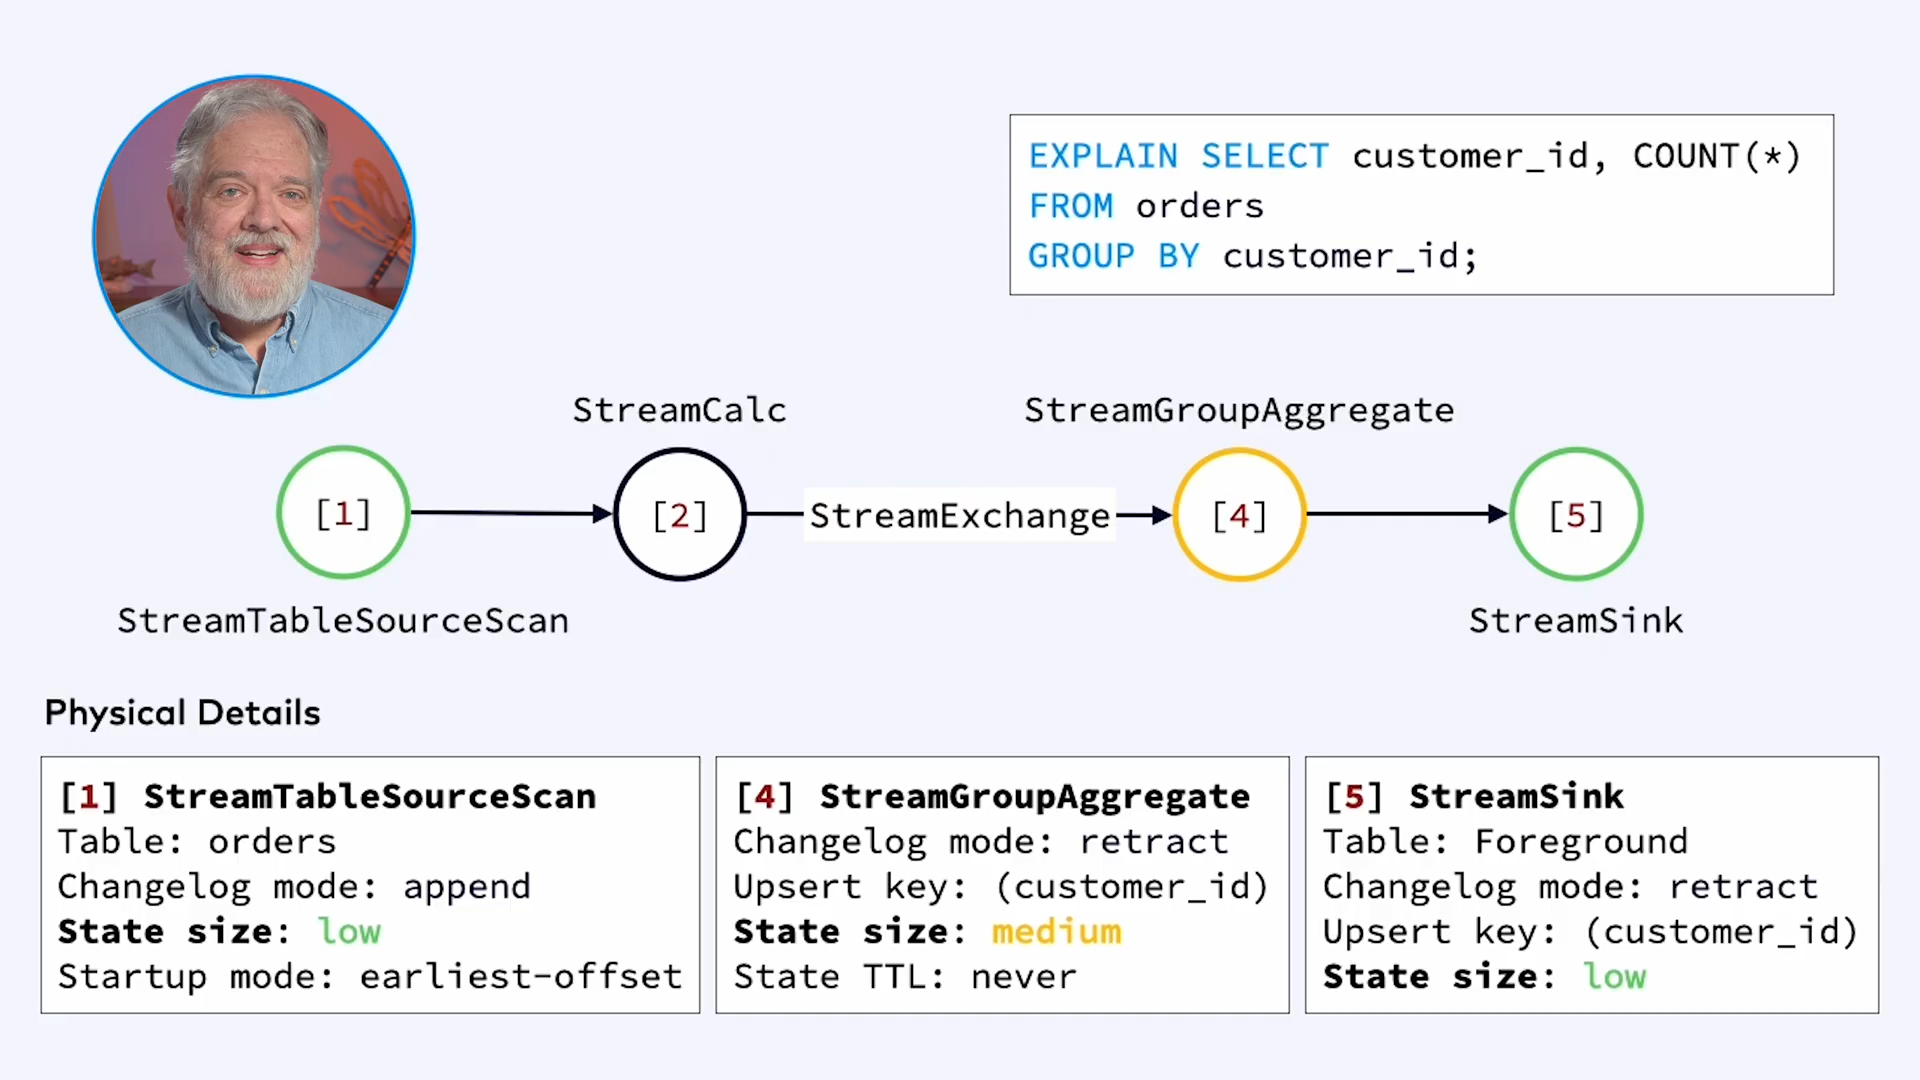 EXPLAIN SELECT customer_id, COUNT(*)
FROM orders
GROUP BY customer_id;
StreamCalc
StreamGroupAggregate
[1]
[2]
StreamExchange
[4]
[5]
StreamTableSourceScan
StreamSink
Physical Details
[1] StreamTableSourceScan
Table: orders
Changelog mode: append
State size: low
Startup mode: earliest-offset
[4] StreamGroupAggregate
Changelog mode: retract
Upsert key: (customer_id)
State size: medium
State TTL: never
[5] StreamSink
Table: Foreground
Changelog mode: retract
Upsert key: (customer_id)
State size: low